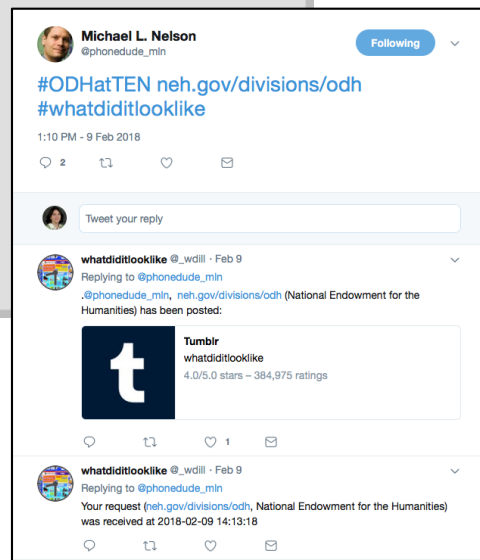 Michael L. Nelson
@phonedude_mln
Following
#ODHatTEN neh.gov/divisions/odh
#whatdiditlooklike
1:10 PM - 9 Feb 2018
2
Tweet your reply
whatdiditlooklike @_wdill · Feb 9
Replying to @phonedude_mln
.@phonedude_mln, neh.gov/divisions/odh (National Endowment for the
Humanities) has been posted:
t
Tumblr
whatdiditlooklike
4.0/5.0 stars – 384,975 ratings
1
whatdiditlooklike @_wdill · Feb 9
Replying to @phonedude_mln
Your request (neh.gov/divisions/odh, National Endowment for the Humanities)
was received at 2018-02-09 14:13:18